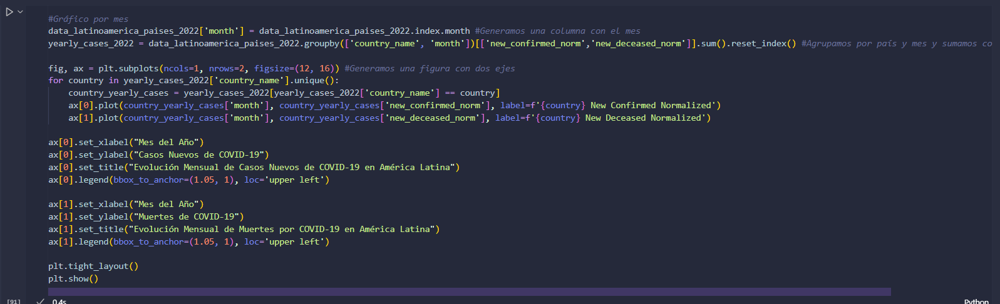 #Gráfico por mes
data_latinoamerica_paises_2022['month'] = data_latinoamerica_paises_2022.index.month #Generamos una columna con el mes
yearly_cases_2022 = data_latinoamerica_paises_2022.groupby(['country_name', 'month'])[['new_confirmed_norm','new_deceased_norm']].sum().reset_index() #Agrupamos por país y mes y sumamos co
fig, ax = plt.subplots(ncols=1, nrows=2, figsize=(12, 16)) #Generamos una figura con dos ejes
for country in yearly_cases_2022['country_name'].unique():
    country_yearly_cases = yearly_cases_2022[yearly_cases_2022['country_name'] == country]
    ax[0].plot(country_yearly_cases['month'], country_yearly_cases['new_confirmed_norm'], label=f'{country} New Confirmed Normalized')
    ax[1].plot(country_yearly_cases['month'], country_yearly_cases['new_deceased_norm'], label=f'{country} New Deceased Normalized')
ax[0].set_xlabel("Mes del Año")
ax[0].set_ylabel("Casos Nuevos de COVID-19")
ax[0].set_title("Evolución Mensual de Casos Nuevos de COVID-19 en América Latina")
ax[0].legend(bbox_to_anchor=(1.05, 1), loc='upper left')
ax[1].set_xlabel("Mes del Año")
ax[1].set_ylabel("Muertes de COVID-19")
ax[1].set_title("Evolución Mensual de Muertes por COVID-19 en América Latina")
ax[1].legend(bbox_to_anchor=(1.05, 1), loc='upper left')
plt.tight_layout()
plt.show()
[91] 0.4s Python